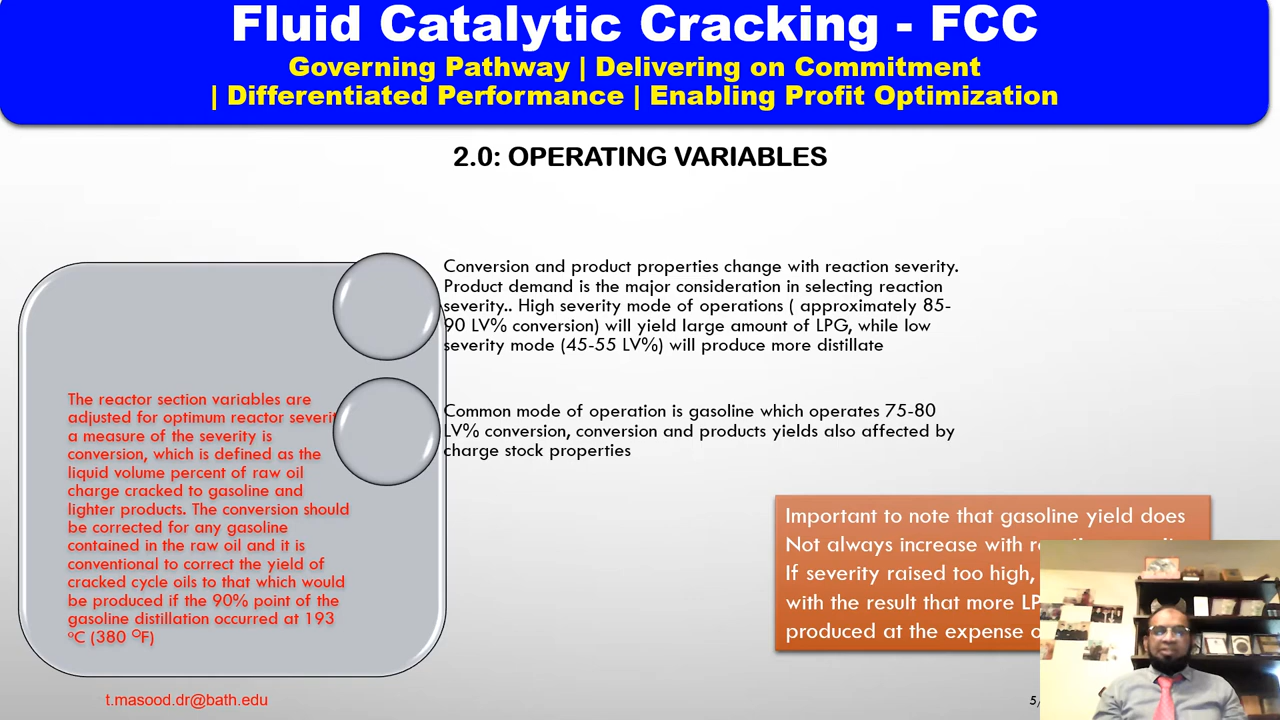 Fluid Catalytic Cracking - FCC
Governing Pathway | Delivering on Commitment
| Differentiated Performance | Enabling Profit Optimization
2.0: OPERATING VARIABLES
The reactor section variables are
adjusted for optimum reactor
a measure of the severity is
conversion, which is defined as the
liquid volume percent of raw oil
charge cracked to gasoline and
lighter products. The conversion should
be corrected for any gasoline
contained in the raw oil and it is
conventional to correct the yield of
cracked cycle oils to that which would
be produced if the 90% point of the
gasoline distillation occurred at 193
ºC (380 ºF)
Conversion and product properties change with reaction severity.
Product demand is the major consideration in selecting reaction
severity.. High severity mode of operations ( approximately 85-
90 LV% conversion) will yield large amount of LPG, while low
severity mode (45-55 LV%) will produce more distillate
Common mode of operation is gasoline which operates 75-80
LV% conversion, conversion and products yields also affected by
charge stock properties
Important to note that gasoline yield does
Not always increase with
If severity raised too high,
with the result that more
produced at the expense
t.masood.dr@bath.edu
5/